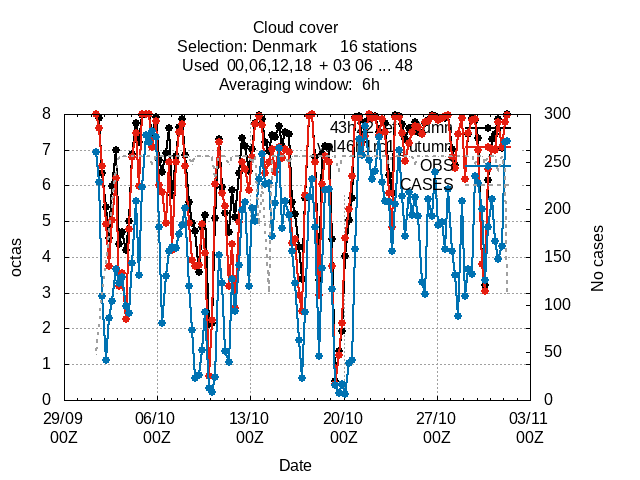 Cloud cover
Selection: Denmark 16 stations
Used 00,06,12,18 + 03 06 ... 48
Averaging window: 6h
8
7
6
5
4
3
2
1
0
octas
300
250
200
150
100
50
0
No cases
OBS
CASES
29/09
00Z
06/10
00Z
13/10
00Z
20/10
00Z
27/10
00Z
03/11
00Z
Date